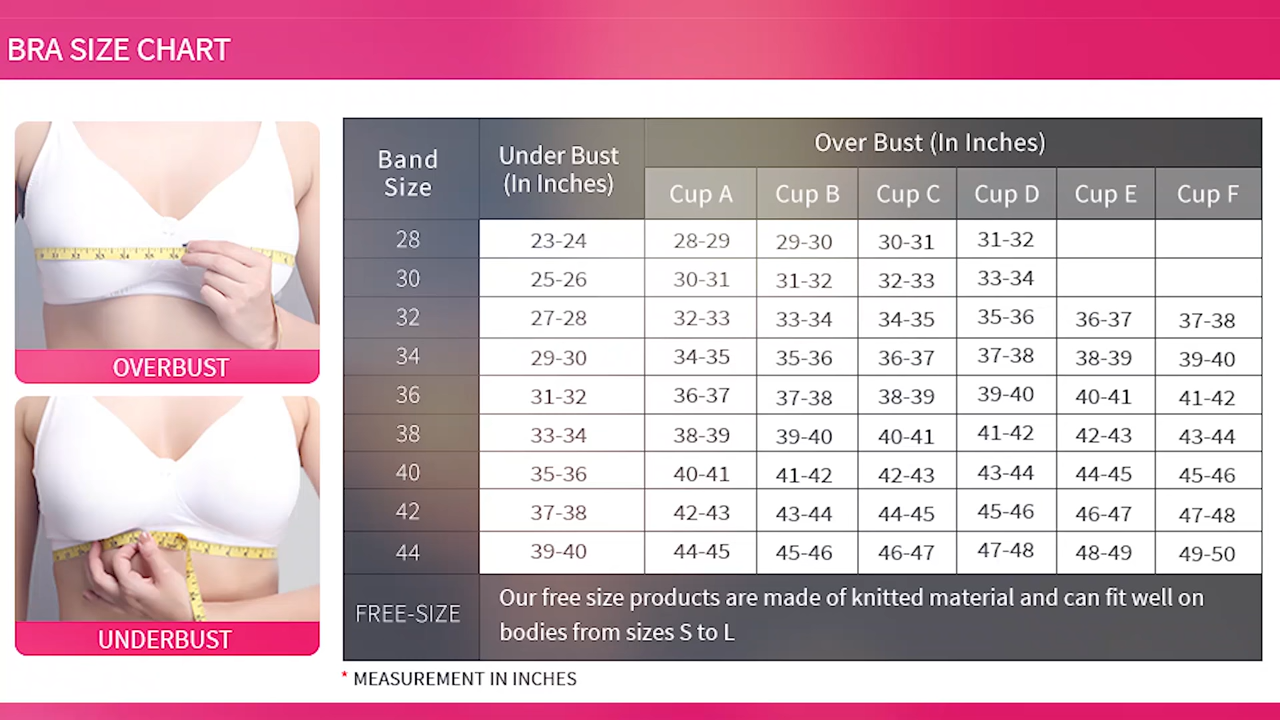 BRA SIZE CHART
OVERBUST
UNDERBUST
Band Size Under Bust (In Inches) Over Bust (In Inches)
Cup A Cup B Cup C Cup D Cup E Cup F
28 23-24 28-29 29-30 30-31 31-32
30 25-26 30-31 31-32 32-33 33-34
32 27-28 32-33 33-34 34-35 35-36 36-37 37-38
34 29-30 34-35 35-36 36-37 37-38 38-39 39-40
36 31-32 36-37 37-38 38-39 39-40 40-41 41-42
38 33-34 38-39 39-40 40-41 41-42 42-43 43-44
40 35-36 40-41 41-42 42-43 43-44 44-45 45-46
42 37-38 42-43 43-44 44-45 45-46 46-47 47-48
44 39-40 44-45 45-46 46-47 47-48 48-49 49-50
FREE-SIZE Our free size products are made of knitted material and can fit well on
bodies from sizes S to L
* MEASUREMENT IN INCHES